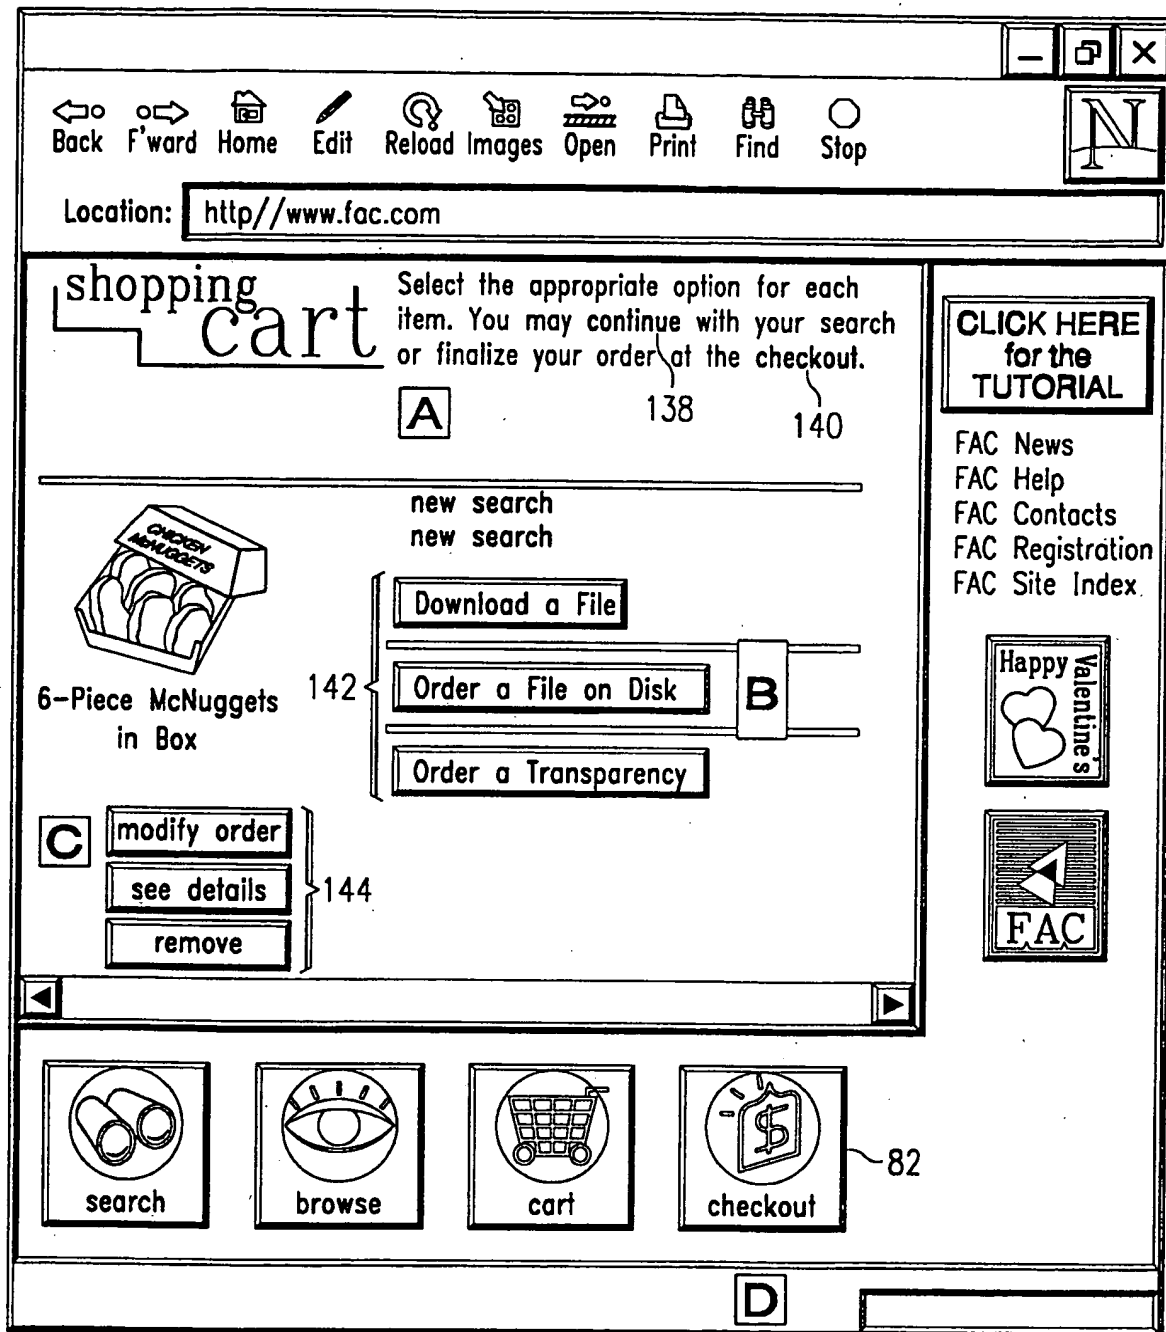 Back F'ward Home Edit Reload Images Open Print Find Stop
N
Location: http//www.fac.com
shopping
cart
Select the appropriate option for each
item. You may continue with your search
or finalize your order at the checkout.
A
138
140
CLICK HERE
for the
TUTORIAL
FAC News
FAC Help
FAC Contacts
FAC Registration
FAC Site Index
new search
new search
CHICKEN
McNUGGETS
6-Piece McNuggets
in Box
142
Download a File
Order a File on Disk
B
Order a Transparency
Happy Valentine's
FAC
C
modify order
see details
remove
144
search
browse
cart
$
checkout
82
D